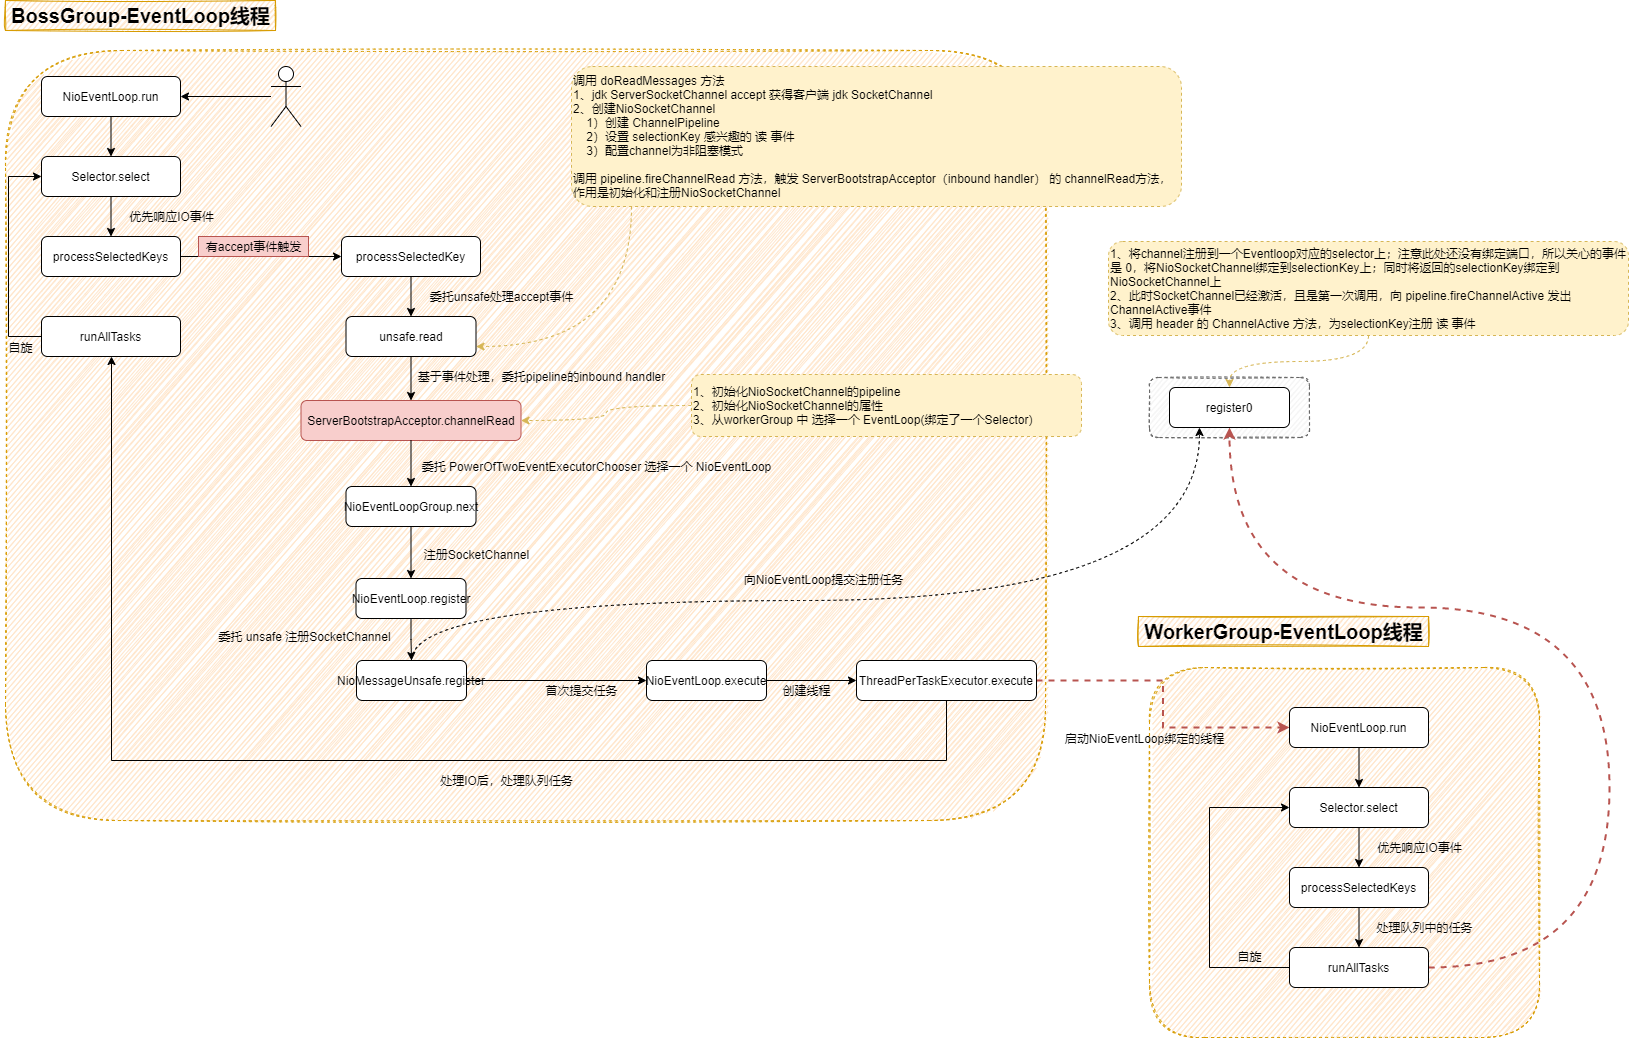 BossGroup-EventLoop线程
NioEventLoop.run
Selector.select
优先响应IO事件
processSelectedKeys
有accept事件触发
processSelectedKey
委托unsafe处理accept事件
runAllTasks
自旋
unsafe.read
调用 doReadMessages 方法
1、jdk ServerSocketChannel accept 获得客户端 jdk SocketChannel
2、创建NioSocketChannel
1）创建 ChannelPipeline
2）设置 selectionKey 感兴趣的 读 事件
3）配置channel为非阻塞模式
调用 pipeline.fireChannelRead 方法，触发 ServerBootstrapAcceptor（inbound handler） 的 channelRead方法，
作用是初始化和注册NioSocketChannel
基于事件处理，委托pipeline的inbound handler
ServerBootstrapAcceptor.channelRead
1、初始化NioSocketChannel的pipeline
2、初始化NioSocketChannel的属性
3、从workerGroup 中 选择一个 EventLoop(绑定了一个Selector)
委托 PowerOfTwoEventExecutorChooser 选择一个 NioEventLoop
NioEventLoopGroup.next
注册SocketChannel
NioEventLoop.register
委托 unsafe 注册SocketChannel
向NioEventLoop提交注册任务
NioMessageUnsafe.register
首次提交任务
NioEventLoop.execute
创建线程
ThreadPerTaskExecutor.execute
处理IO后，处理队列任务
1、将channel注册到一个Eventloop对应的selector上；注意此处还没有绑定端口，所以关心的事件
是 0，将NioSocketChannel绑定到selectionKey上；同时将返回的selectionKey绑定到
NioSocketChannel上
2、此时SocketChannel已经激活，且是第一次调用，向 pipeline.fireChannelActive 发出
ChannelActive事件
3、调用 header 的 ChannelActive 方法，为selectionKey注册 读 事件
register0
WorkerGroup-EventLoop线程
启动NioEventLoop绑定的线程
NioEventLoop.run
Selector.select
优先响应IO事件
processSelectedKeys
处理队列中的任务
自旋
runAllTasks